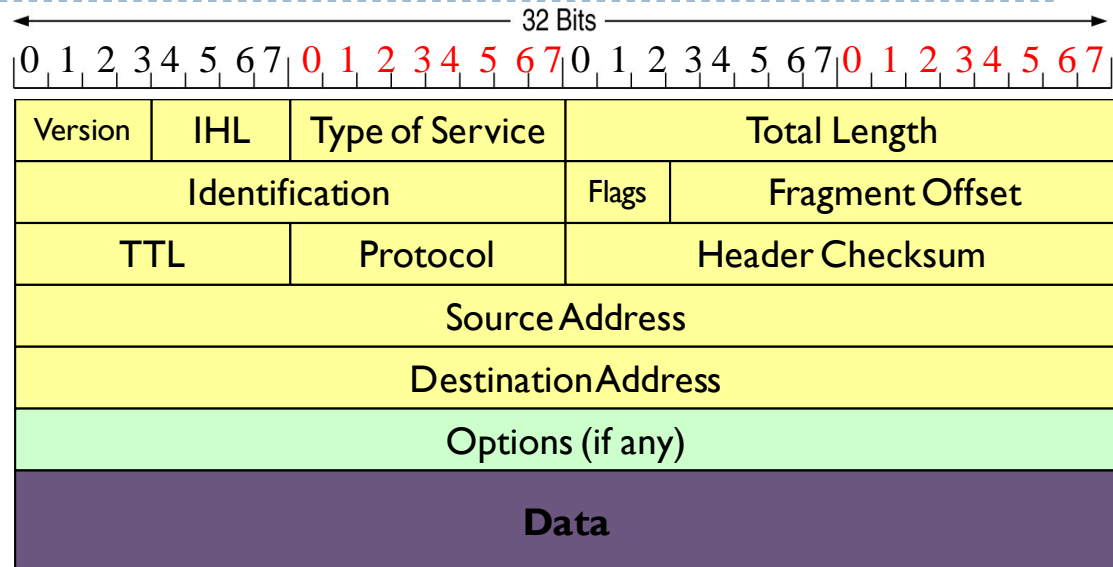 32 Bits
0 1 2 3 4 5 6 7 0 1 2 3 4 5 6 7 0 1 2 3 4 5 6 7 0 1 2 3 4 5 6 7
Version IHL Type of Service Total Length
Identification Flags Fragment Offset
TTL Protocol Header Checksum
Source Address
Destination Address
Options (if any)
Data